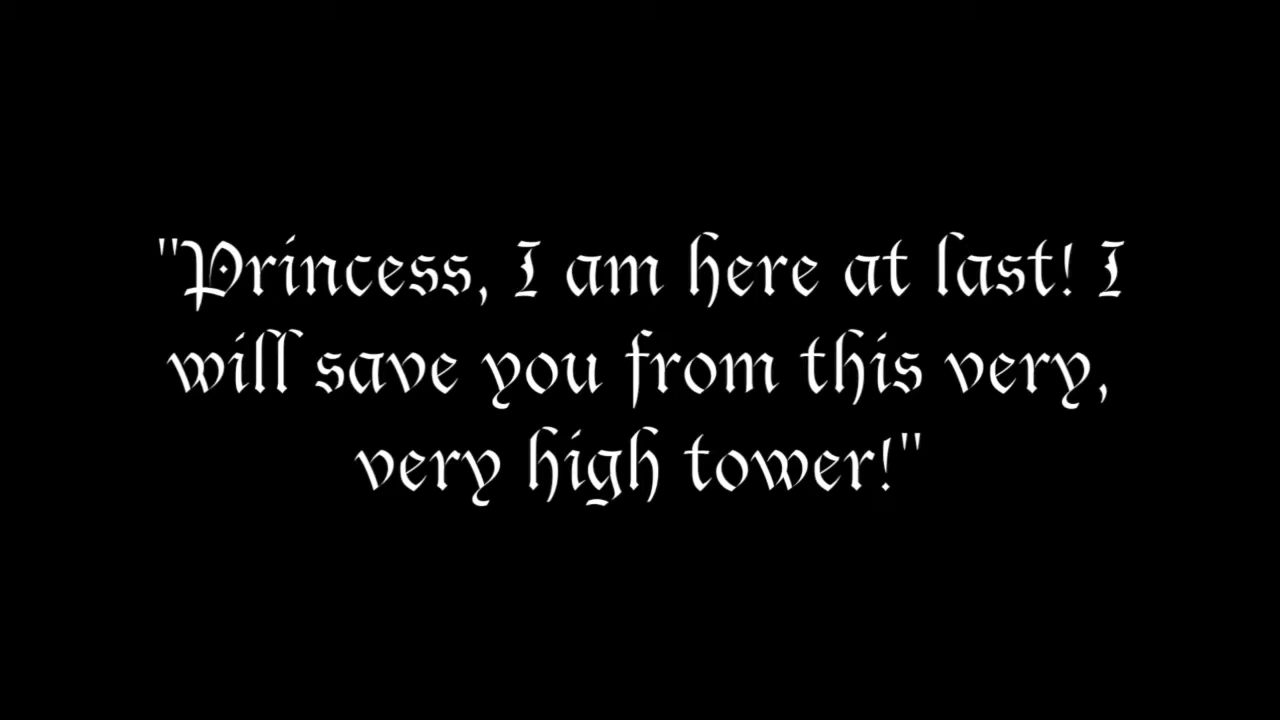 "Princess, I am here at last! I
will save you from this very,
very high tower!"